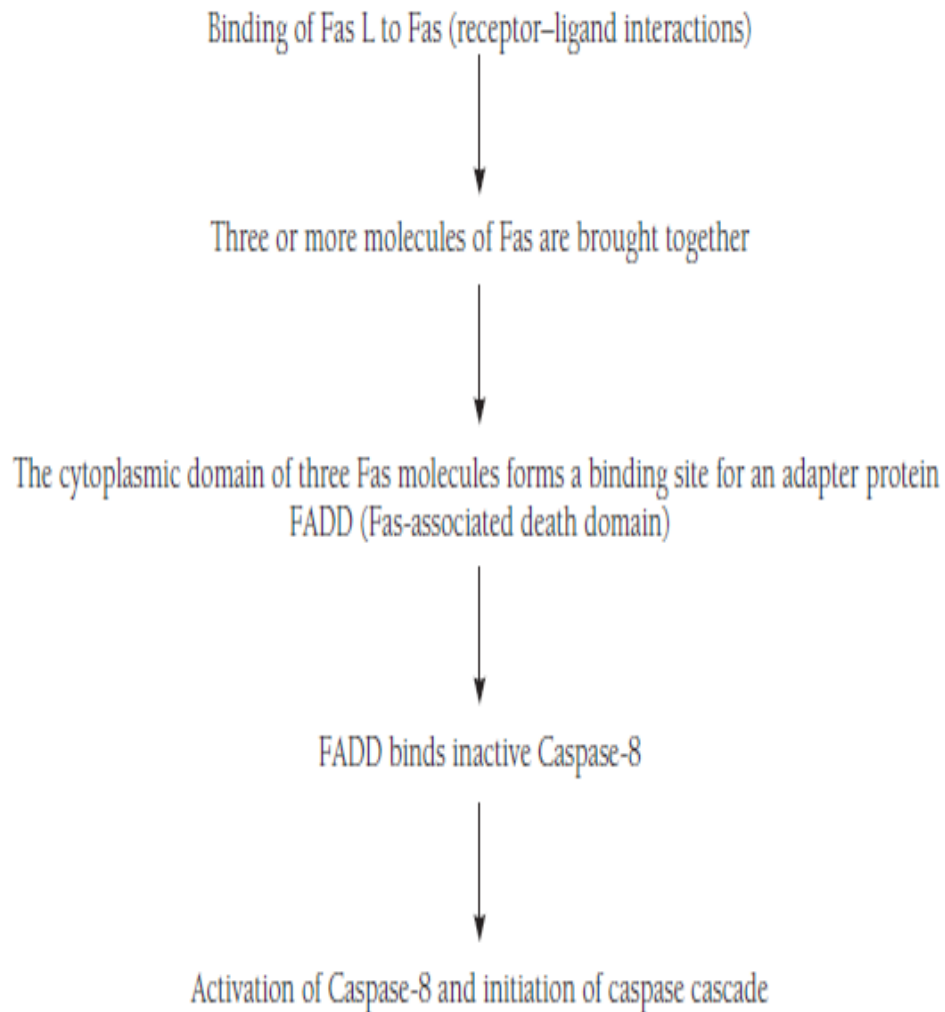 Binding of Fas L to Fas (receptor–ligand interactions)
Three or more molecules of Fas are brought together
The cytoplasmic domain of three Fas molecules forms a binding site for an adapter protein
FADD (Fas-associated death domain)
FADD binds inactive Caspase-8
Activation of Caspase-8 and initiation of caspase cascade